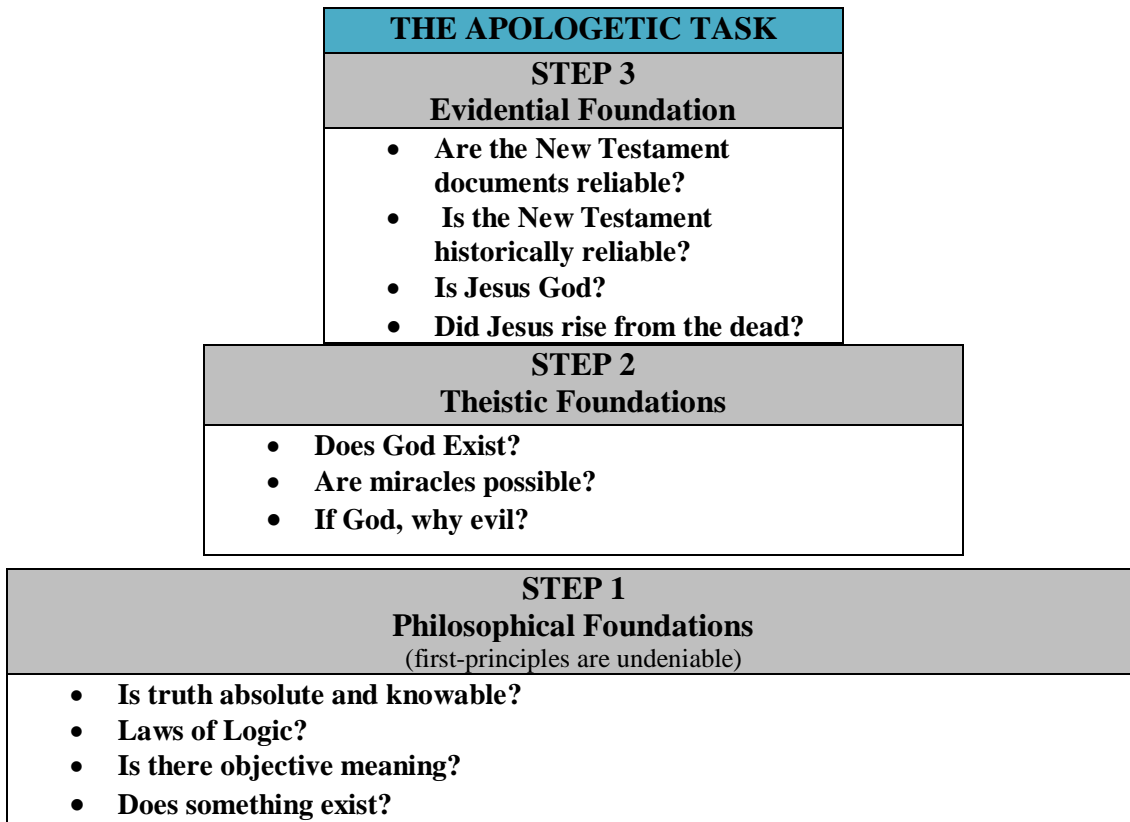 THE APOLOGETIC TASK
STEP 3
Evidential Foundation
• Are the New Testament
documents reliable?
• Is the New Testament
historically reliable?
• Is Jesus God?
• Did Jesus rise from the dead?
STEP 2
Theistic Foundations
• Does God Exist?
• Are miracles possible?
• If God, why evil?
STEP 1
Philosophical Foundations
(first-principles are undeniable)
• Is truth absolute and knowable?
• Laws of Logic?
• Is there objective meaning?
• Does something exist?